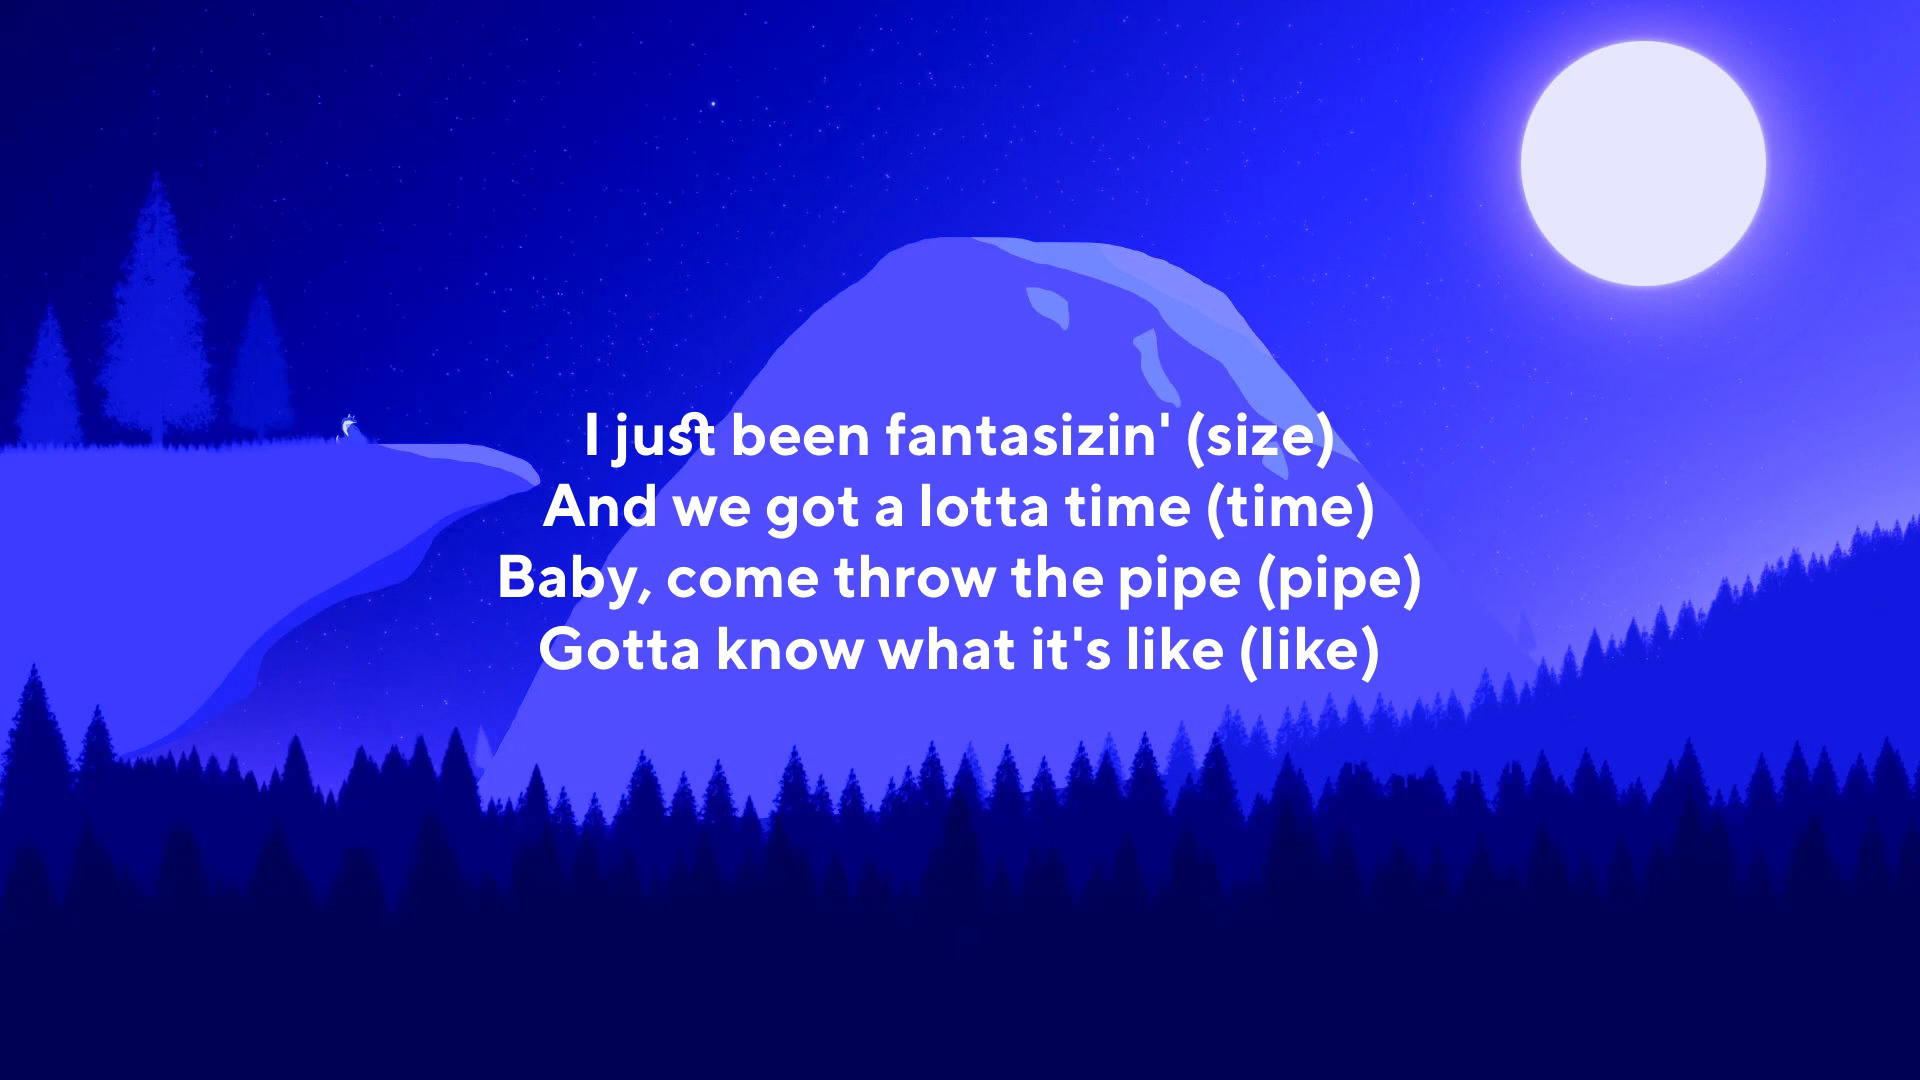 I just been fantasizin' (size)
And we got a lotta time (time)
Baby, come throw the pipe (pipe)
Gotta know what it's like (like)